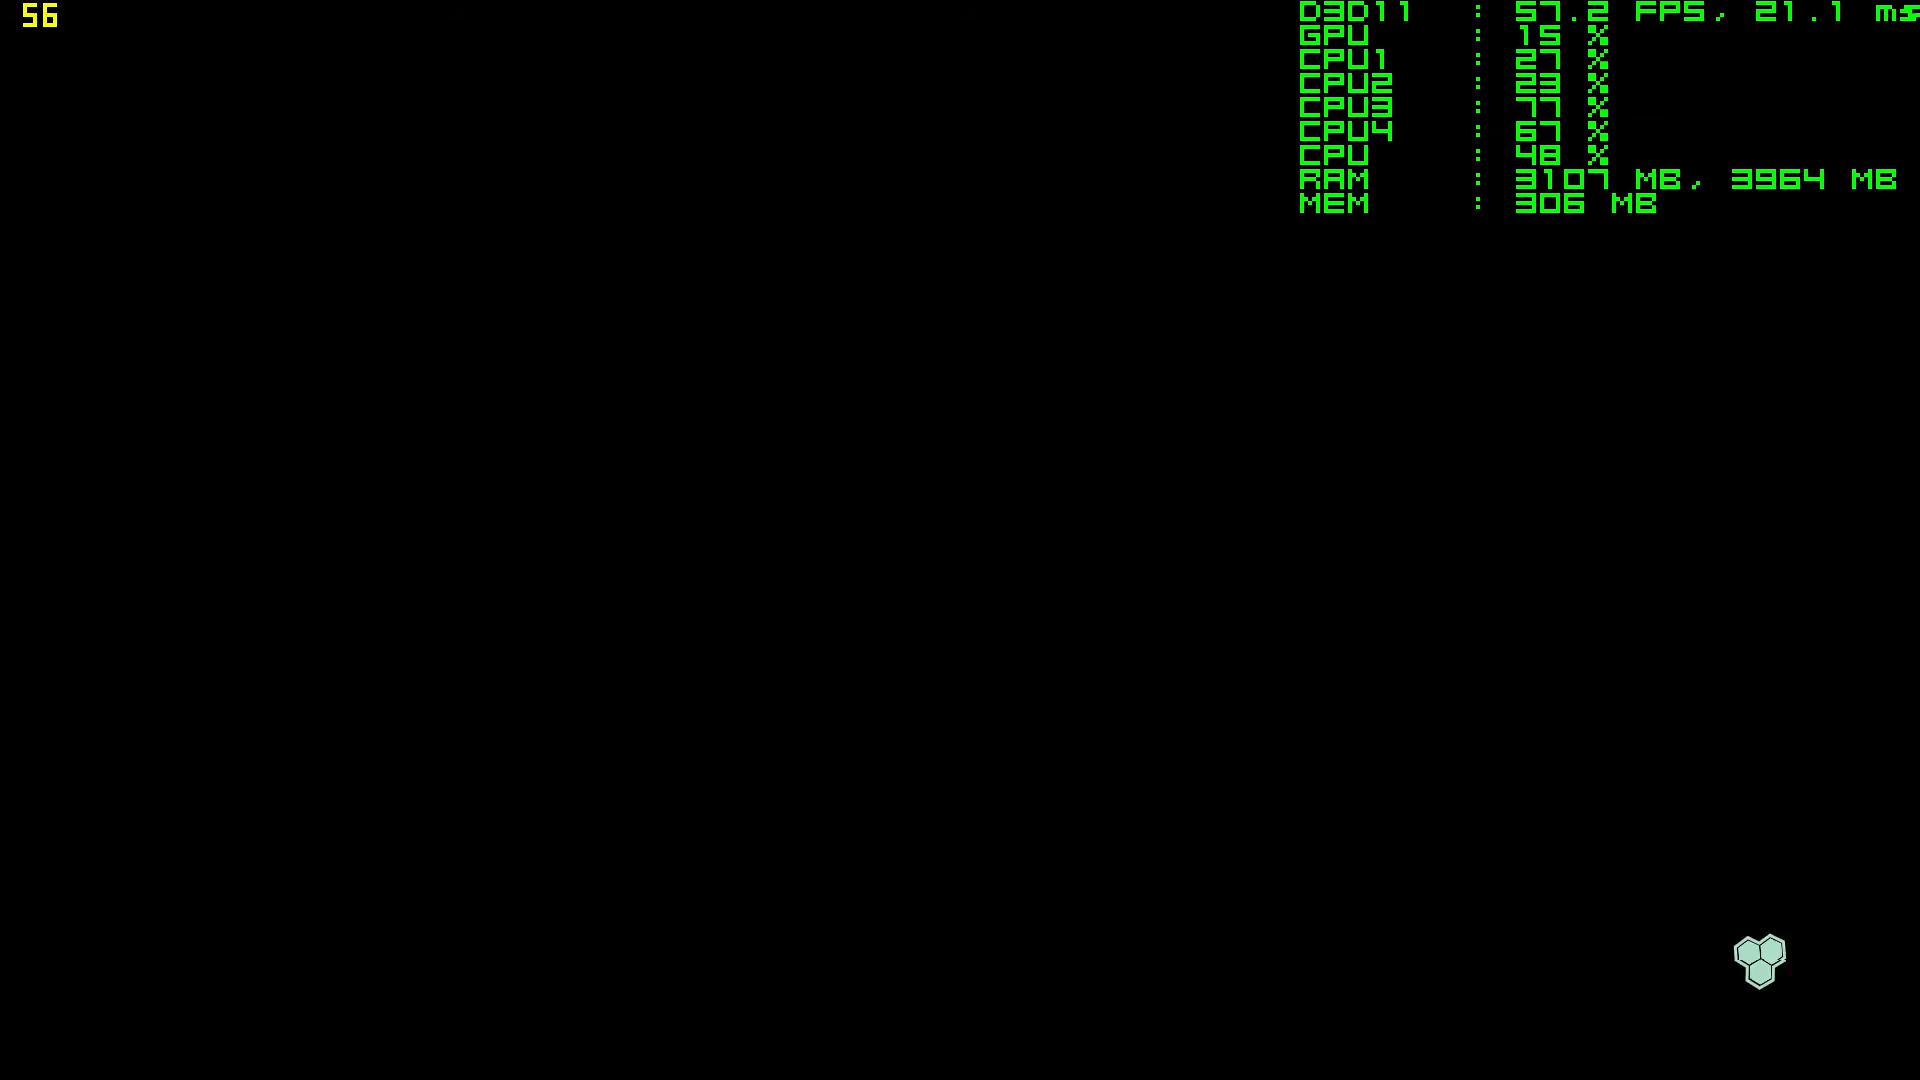 56
D3D11 : 57.2 FPS, 21.1 ms
GPU : 15 %
CPU1 : 27 %
CPU2 : 23 %
CPU3 : 77 %
CPU4 : 67 %
CPU : 48 %
RAM : 3107 MB, 3964 MB
MEM : 306 MB